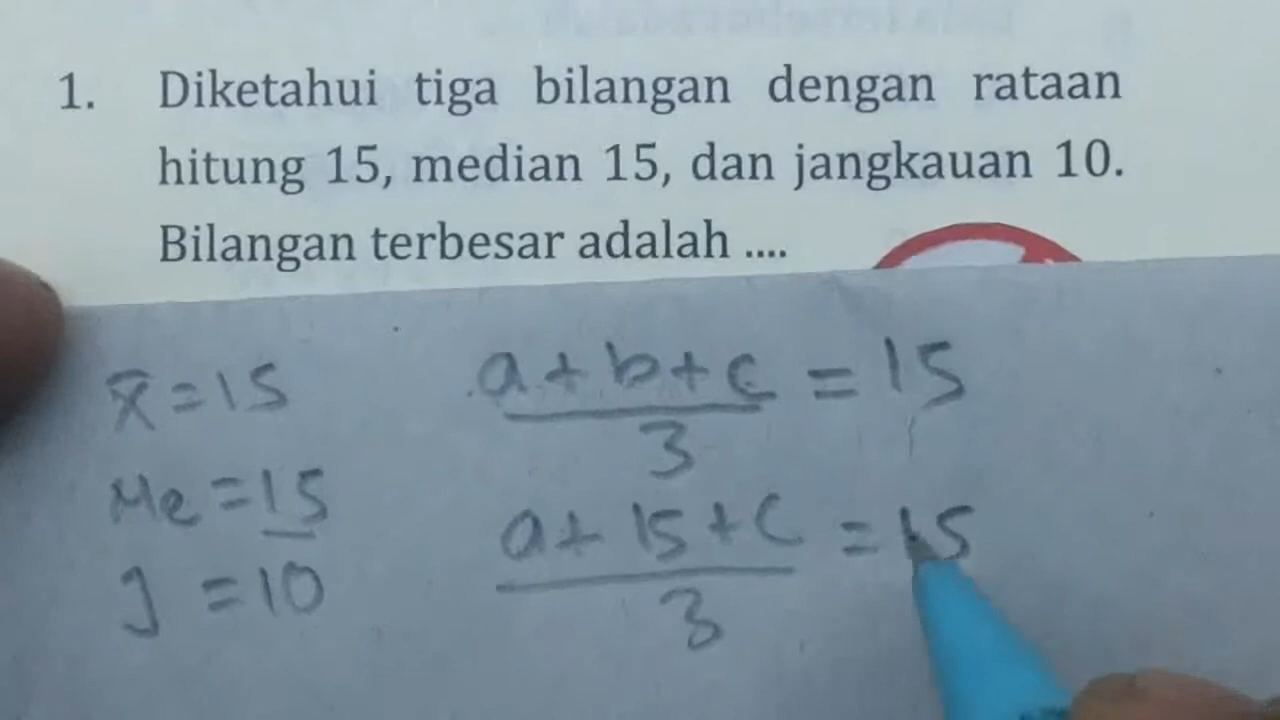 1. Diketahui tiga bilangan dengan rataan
hitung 15, median 15, dan jangkauan 10.
Bilangan terbesar adalah ....
x̄ = 15
a + b + c = 15
3
Me = 15
a + 15 + c = 15
3
J = 10